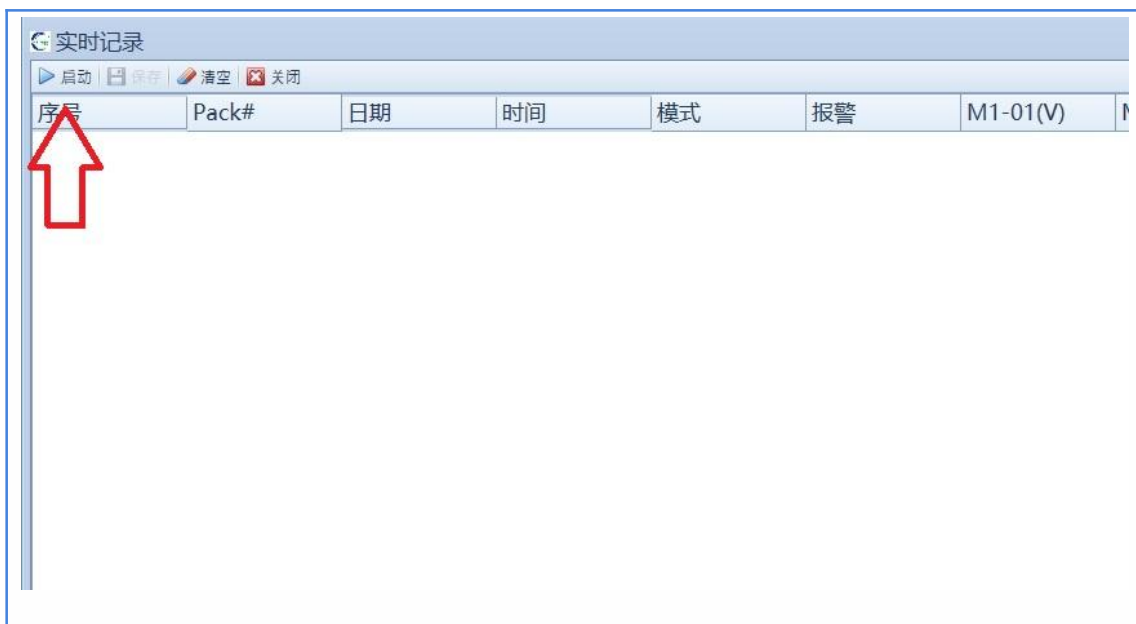 实时记录
启动 保存 清空 关闭
序号 Pack# 日期 时间 模式 报警 M1-01(V)